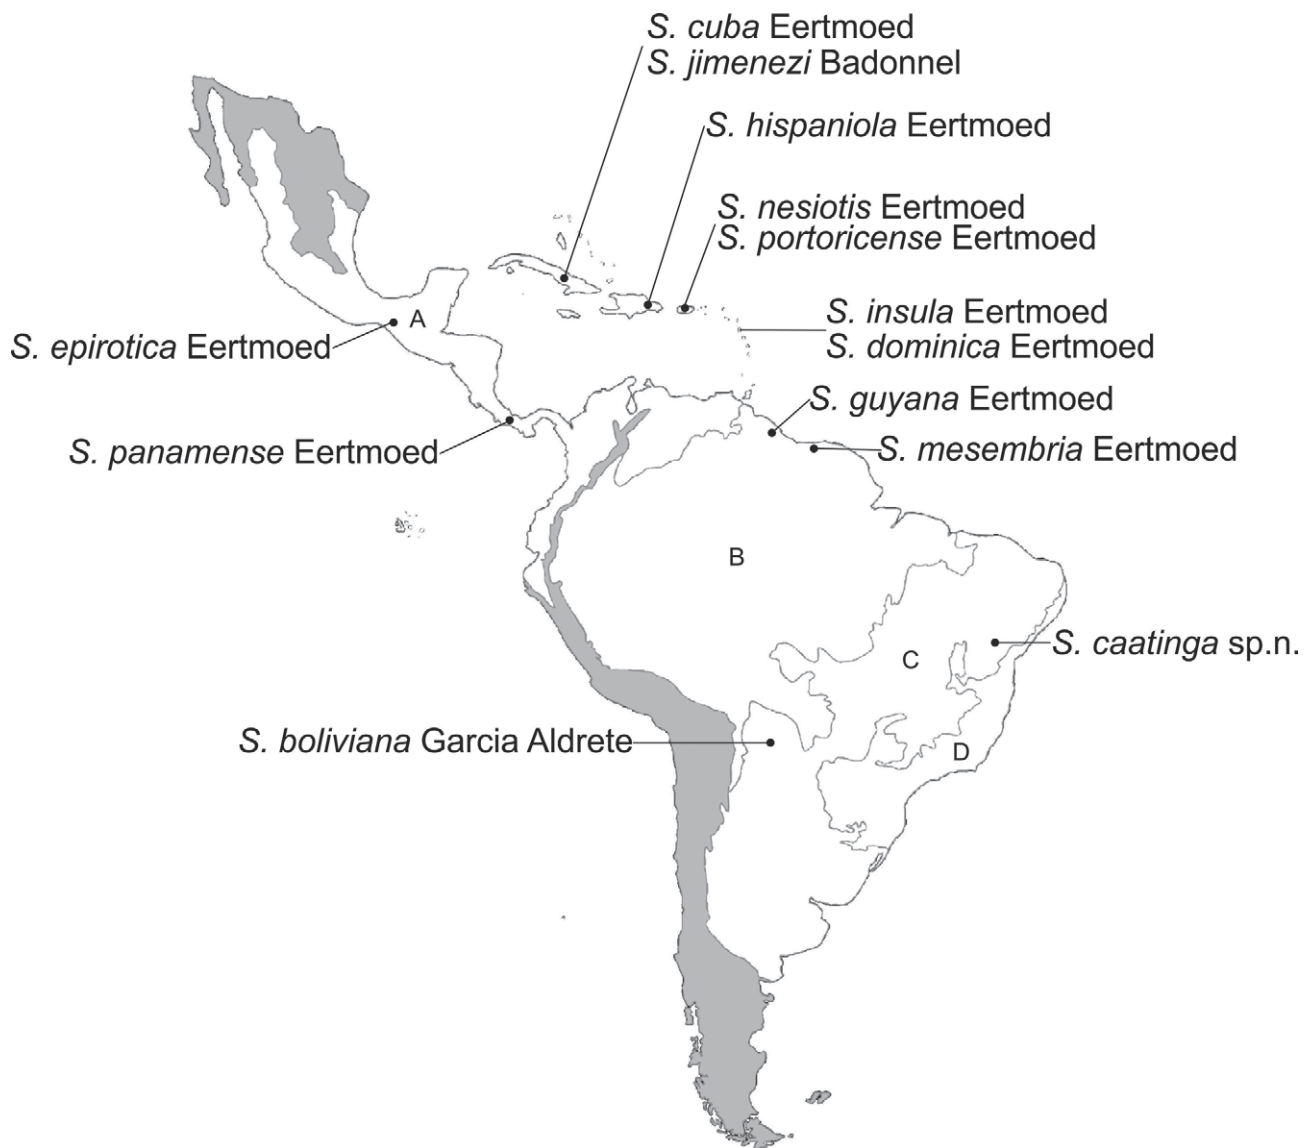 S. cuba Eertmoed
S. jimenezi Badonnel
S. hispaniola Eertmoed
S. nesiotis Eertmoed
S. portoricense Eertmoed
S. insula Eertmoed
S. dominica Eertmoed
A
S. epirotica Eertmoed
S. guyana Eertmoed
S. panamense Eertmoed
S. mesembria Eertmoed
B
S. caatinga sp.n.
C
S. boliviana Garcia Aldrete
D